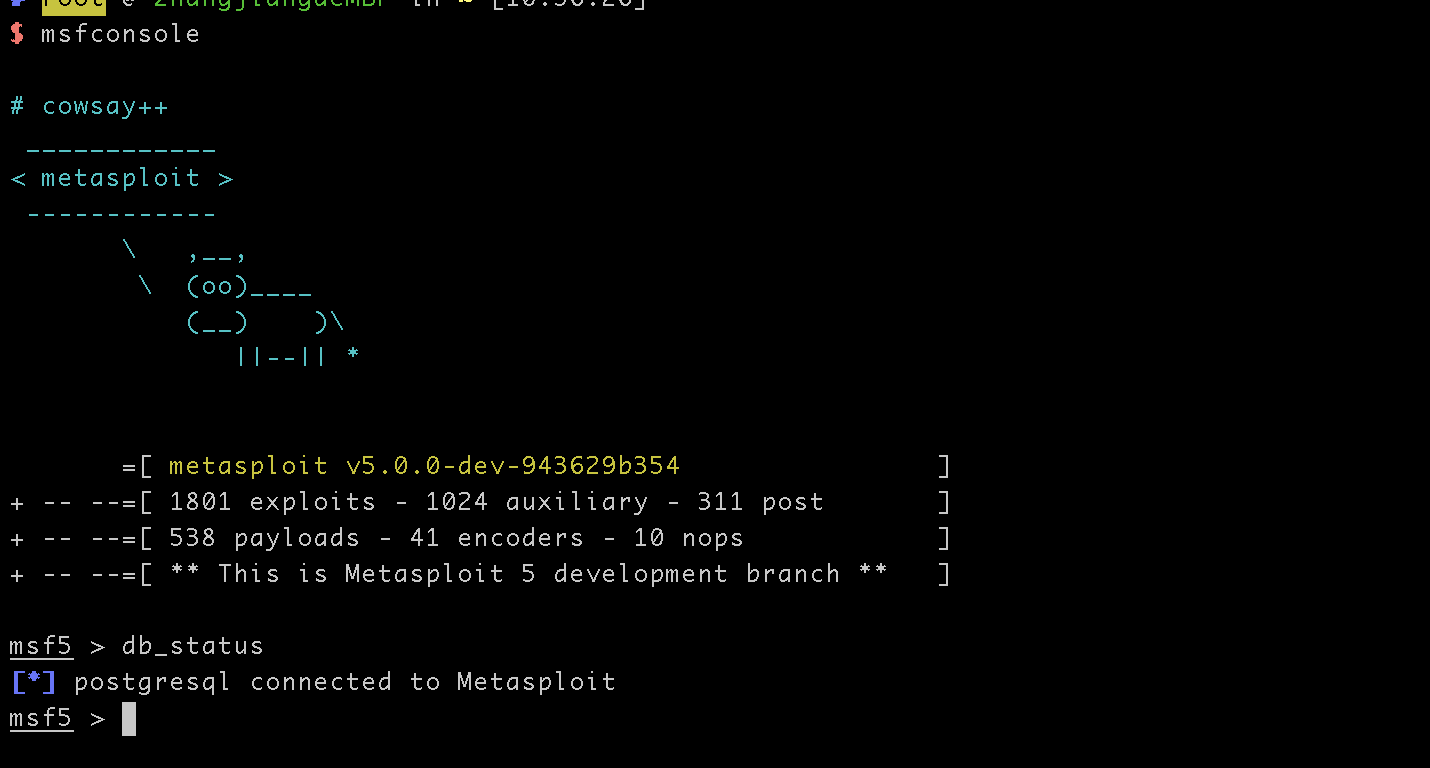 $ msfconsole
# cowsay++
 ____________
< metasploit >
 ------------
       \   ,__,
        \  (oo)____
           (__)    )\
              ||--|| *
       =[ metasploit v5.0.0-dev-943629b354                ]
+ -- --=[ 1801 exploits - 1024 auxiliary - 311 post       ]
+ -- --=[ 538 payloads - 41 encoders - 10 nops            ]
+ -- --=[ ** This is Metasploit 5 development branch **   ]
msf5 > db_status
[*] postgresql connected to Metasploit
msf5 >